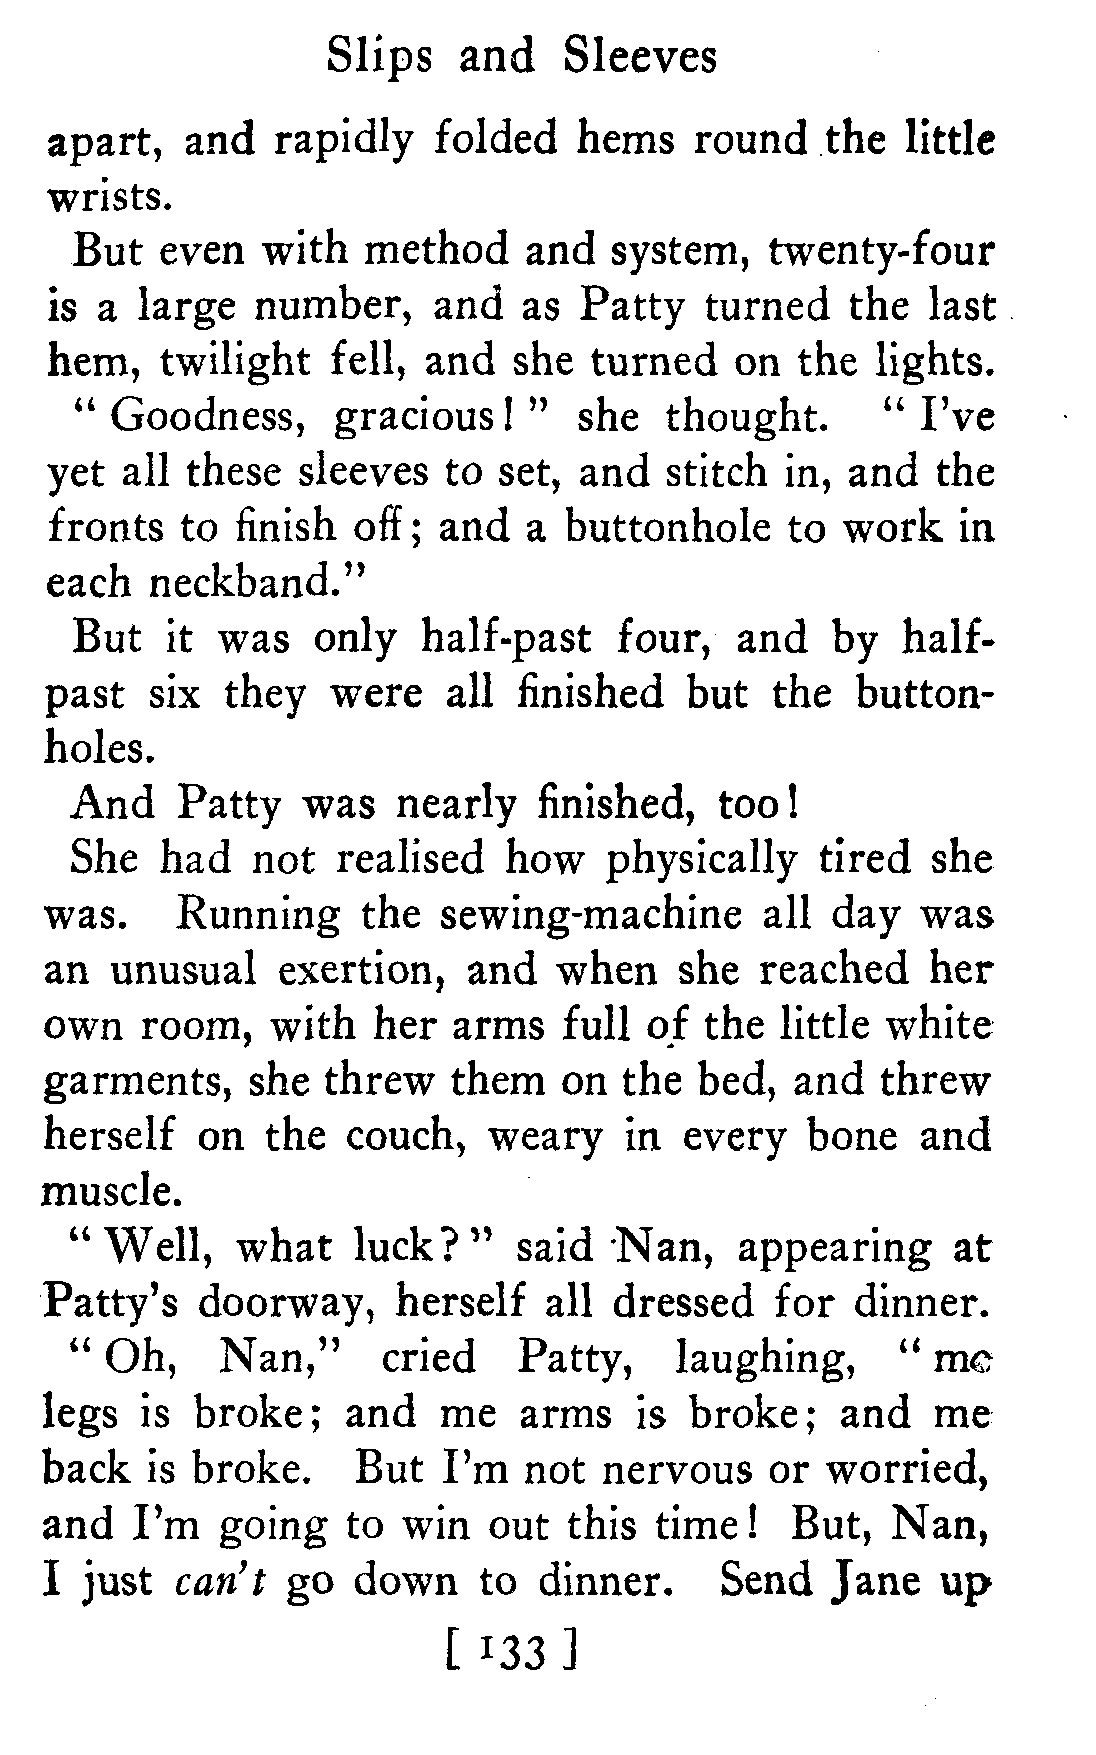 Slips and Sleeves
apart, and rapidly folded hems round the little
wrists.
But even with method and system, twenty-four
is a large number, and as Patty turned the last
hem, twilight fell, and she turned on the lights.
" Goodness, gracious! " she thought. " I've
yet all these sleeves to set, and stitch in, and the
fronts to finish off; and a buttonhole to work in
each neckband."
But it was only half-past four, and by half-
past six they were all finished but the button-
holes.
And Patty was nearly finished, too!
She had not realised how physically tired she
was. Running the sewing-machine all day was
an unusual exertion, and when she reached her
own room, with her arms full of the little white
garments, she threw them on the bed, and threw
herself on the couch, weary in every bone and
muscle.
" Well, what luck? " said Nan, appearing at
Patty's doorway, herself all dressed for dinner.
" Oh, Nan," cried Patty, laughing, " me
legs is broke; and me arms is broke; and me
back is broke. But I'm not nervous or worried,
and I'm going to win out this time! But, Nan,
I just can't go down to dinner. Send Jane up
[ 133 ]